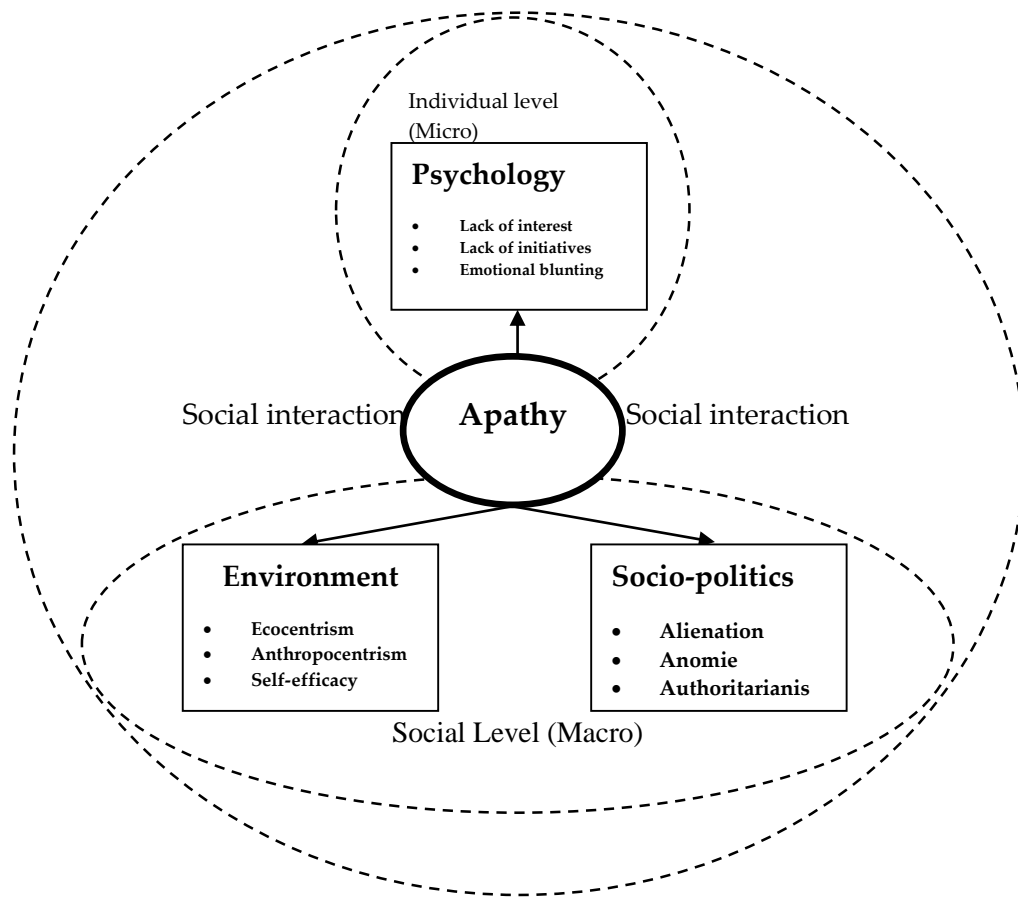 Individual level
(Micro)
Psychology
• Lack of interest
• Lack of initiatives
• Emotional blunting
Social interaction
Apathy
Social interaction
Environment
• Ecocentrism
• Anthropocentrism
• Self-efficacy
Socio-politics
• Alienation
• Anomie
• Authoritarianis
Social Level (Macro)